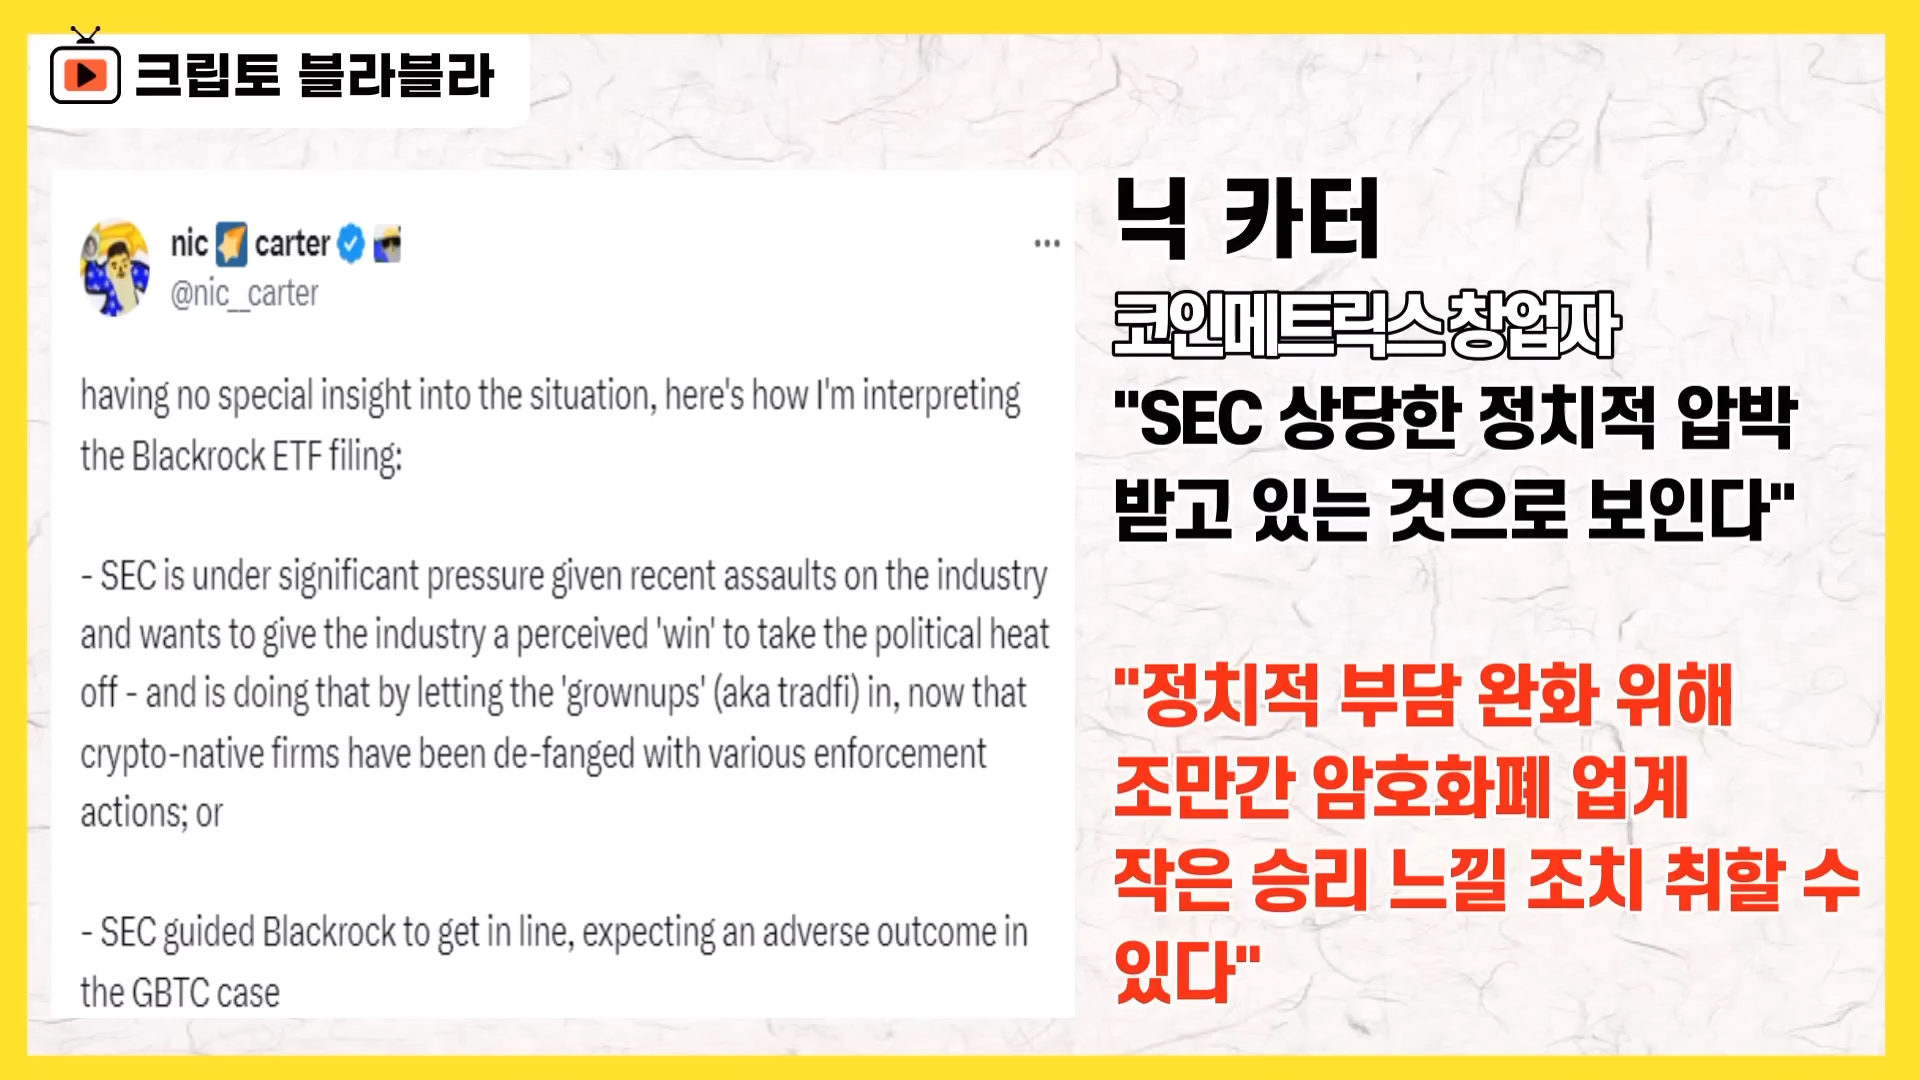 크립토 블라블라
nic carter
@nic__carter
having no special insight into the situation, here's how I'm interpreting
the Blackrock ETF filing:
- SEC is under significant pressure given recent assaults on the industry
and wants to give the industry a perceived 'win' to take the political heat
off - and is doing that by letting the 'grownups' (aka tradfi) in, now that
crypto-native firms have been de-fanged with various enforcement
actions; or
- SEC guided Blackrock to get in line, expecting an adverse outcome in
the GBTC case
닉 카터
코인메트릭스 창업자
"SEC 상당한 정치적 압박
받고 있는 것으로 보인다"
"정치적 부담 완화 위해
조만간 암호화폐 업계
작은 승리 느낄 조치 취할 수
있다"